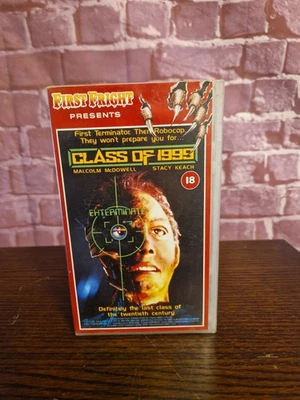 FIRST FRIGHT
PRESENTS
First Terminator. Then Robocop.
They won't prepare you for...
CLASS OF 1999
MALCOLM McDOWELL STACY KEACH
18
EXTERMINATE
Definitely the last class of
the twentieth century